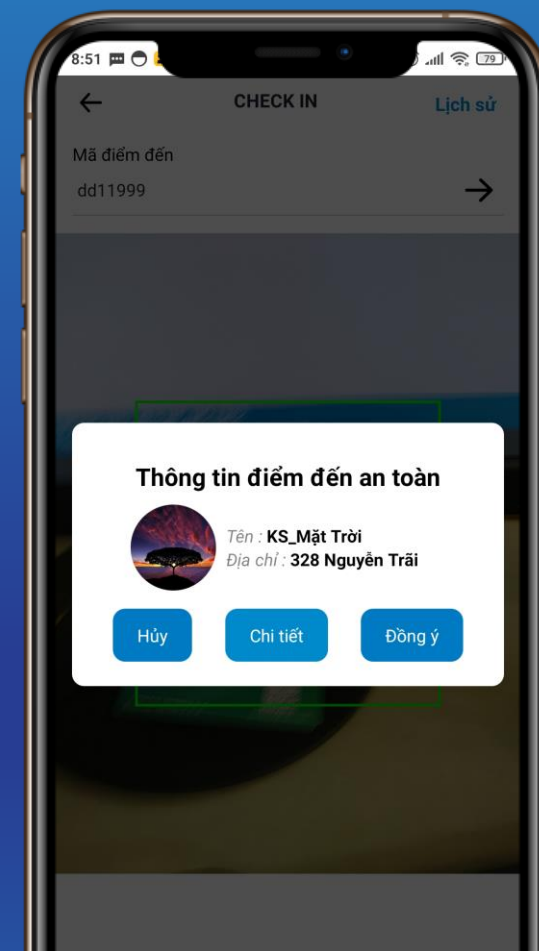 8:51
79
CHECK IN
Lịch sử
Mã điểm đến
dd11999
Thông tin điểm đến an toàn
Tên : KS_Mặt Trời
Địa chỉ : 328 Nguyễn Trãi
Hủy
Chi tiết
Đồng ý